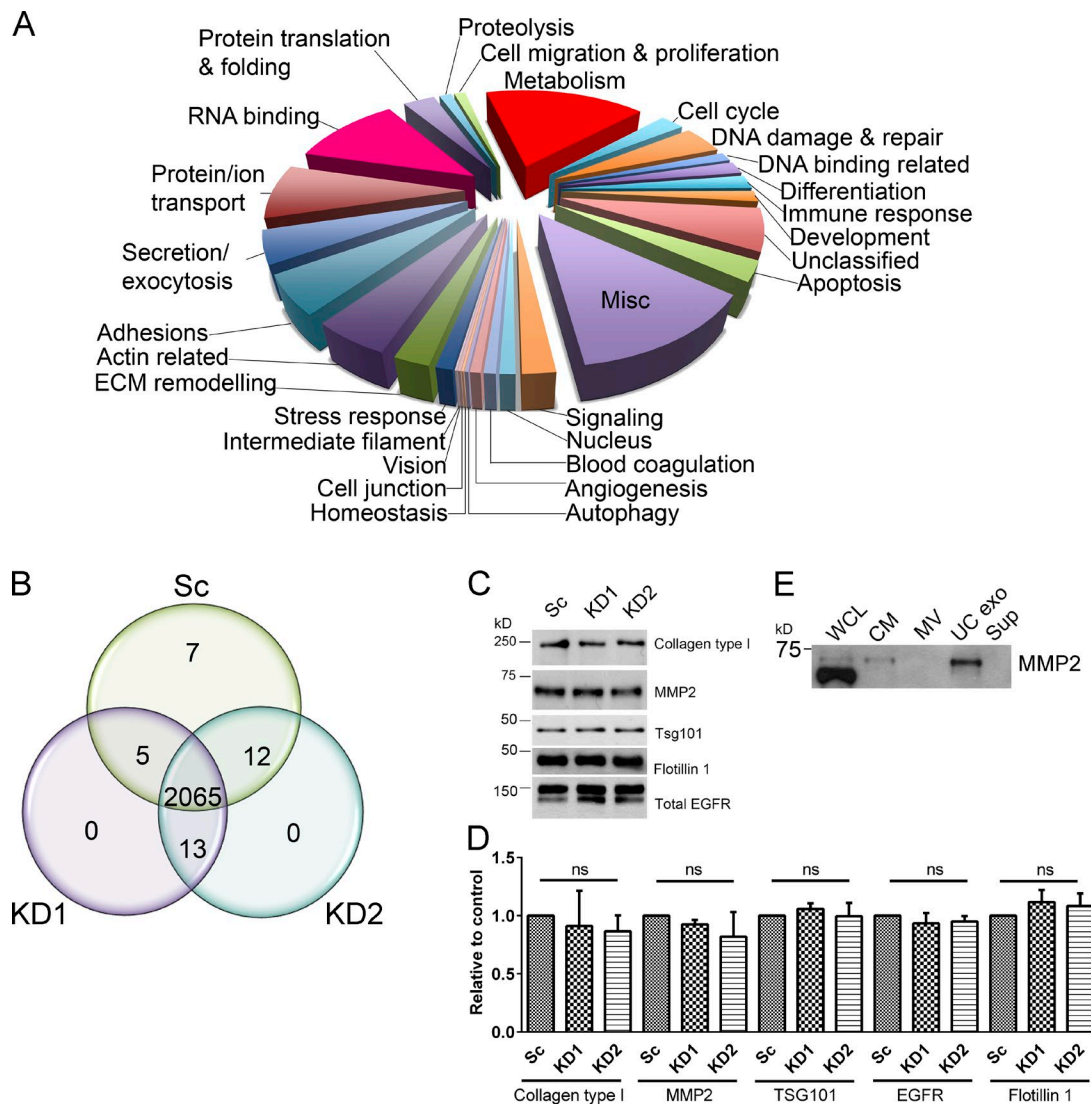 A
Protein translation
& folding
Proteolysis
Cell migration & proliferation
Metabolism
RNA binding
Cell cycle
DNA damage & repair
DNA binding related
Differentiation
Immune response
Development
Unclassified
Apoptosis
Protein/ion
transport
Secretion/
exocytosis
Misc
Adhesions
Actin related
ECM remodelling
Stress response
Intermediate filament
Vision
Cell junction
Homeostasis
Signaling
Nucleus
Blood coagulation
Angiogenesis
Autophagy
B
Sc
7
5
12
2065
0
13
0
KD1
KD2
C
Sc KD1 KD2
kD
250
Collagen type I
75
MMP2
50
Tsg101
50
Flotillin 1
150
Total EGFR
E
kD
WCL CM MV UC exo Sup
75
MMP2
D
Relative to control
1.5
1.0
0.5
0.0
ns ns ns ns ns
Sc KD1 KD2 Sc KD1 KD2 Sc KD1 KD2 Sc KD1 KD2 Sc KD1 KD2
Collagen type I MMP2 TSG101 EGFR Flotillin 1